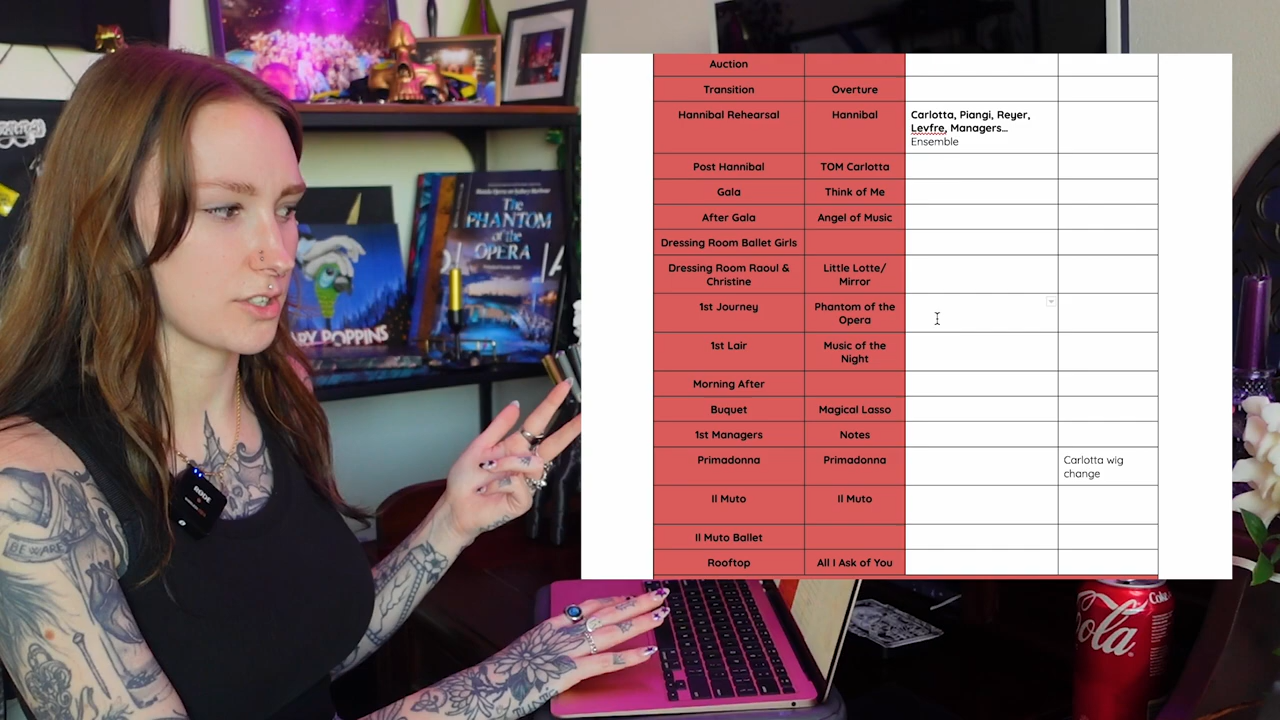 Auction
Transition Overture
Hannibal Rehearsal Hannibal Carlotta, Piangi, Reyer,
Levfre, Managers...
Ensemble
Post Hannibal TOM Carlotta
Gala Think of Me
After Gala Angel of Music
Dressing Room Ballet Girls
Dressing Room Raoul & Little Lotte/
Christine Mirror
1st Journey Phantom of the
Opera
1st Lair Music of the
Night
Morning After
Buquet Magical Lasso
1st Managers Notes
Primadonna Primadonna Carlotta wig
change
Il Muto Il Muto
Il Muto Ballet
Rooftop All I Ask of You
The
PHANTOM
of the
OPERA
ARY POPPINS
RODE
BEWARE
Coke
Cola